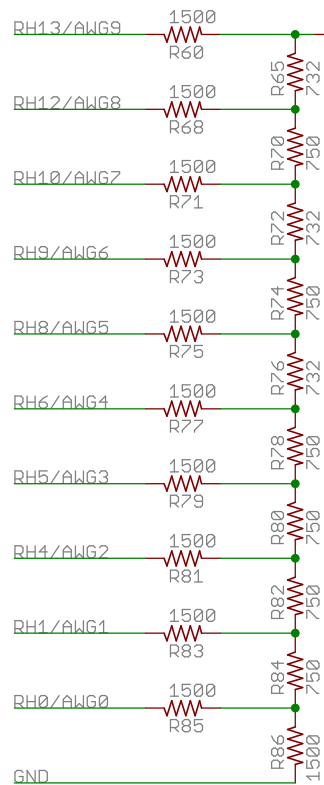 1500
RH13/AWG9
R60
R65
732
1500
RH12/AWG8
R68
R70
750
1500
RH10/AWG7
R71
R72
732
1500
RH9/AWG6
R73
R74
750
1500
RH8/AWG5
R75
R76
732
1500
RH6/AWG4
R77
R78
750
1500
RH5/AWG3
R79
R80
750
1500
RH4/AWG2
R81
R82
750
1500
RH1/AWG1
R83
R84
750
1500
RH0/AWG0
R85
R86
1500
GND